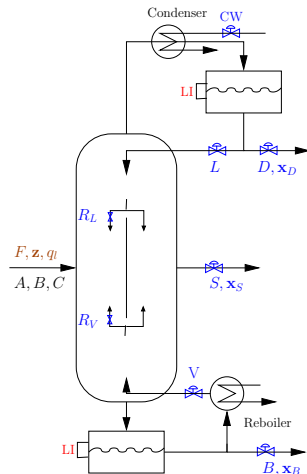 Condenser
CW
LI
L
D, x_D
R_L
F, z, q_l
A, B, C
S, x_S
R_V
V
LI
Reboiler
B, x_B